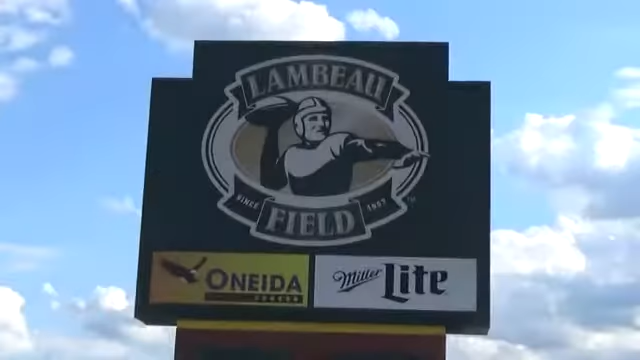 LAMBEAU
SINCE 1957
FIELD
ONEIDA
Miller Lite